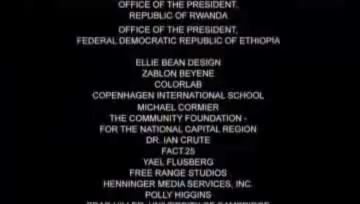 OFFICE OF THE PRESIDENT,
REPUBLIC OF RWANDA
OFFICE OF THE PRESIDENT,
FEDERAL DEMOCRATIC REPUBLIC OF ETHIOPIA
ELLIE BEAN DESIGN
ZABLON BEYENE
COLORLAB
COPENHAGEN INTERNATIONAL SCHOOL
MICHAEL CORMIER
THE COMMUNITY FOUNDATION -
FOR THE NATIONAL CAPITAL REGION
DR. IAN CRUTE
FACT.25
YAEL FLUSBERG
FREE RANGE STUDIOS
HENNINGER MEDIA SERVICES, INC.
POLLY HIGGINS